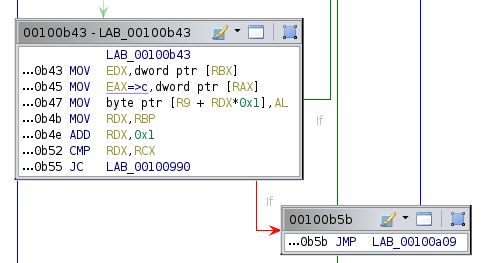 00100b43 - LAB_00100b43
LAB_00100b43
...0b43 MOV EDX,dword ptr [RBX]
...0b45 MOV EAX=>c,dword ptr [RAX]
...0b47 MOV byte ptr [R9 + RDX*0x1],AL
...0b4b MOV RDX,RBP
...0b4e ADD RDX,0x1
...0b52 CMP RDX,RCX
...0b55 JC LAB_00100990
If
If
00100b5b
...0b5b JMP LAB_00100a09